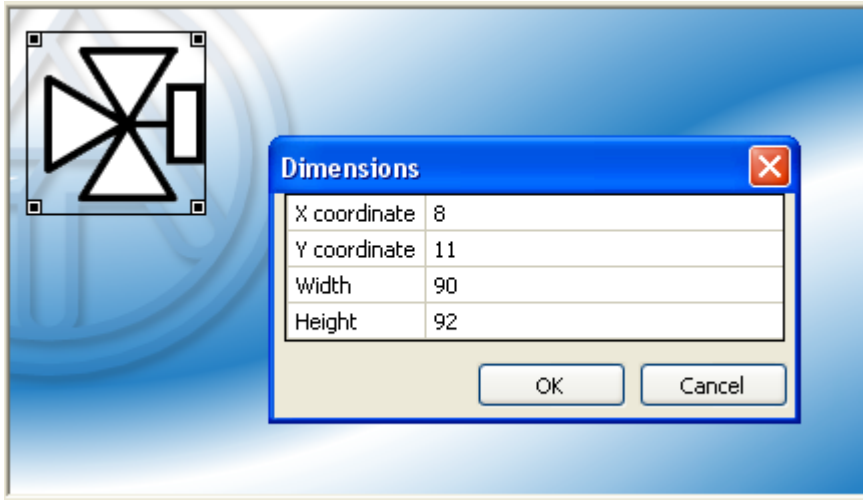 Dimensions
X coordinate 8
Y coordinate 11
Width 90
Height 92
OK Cancel